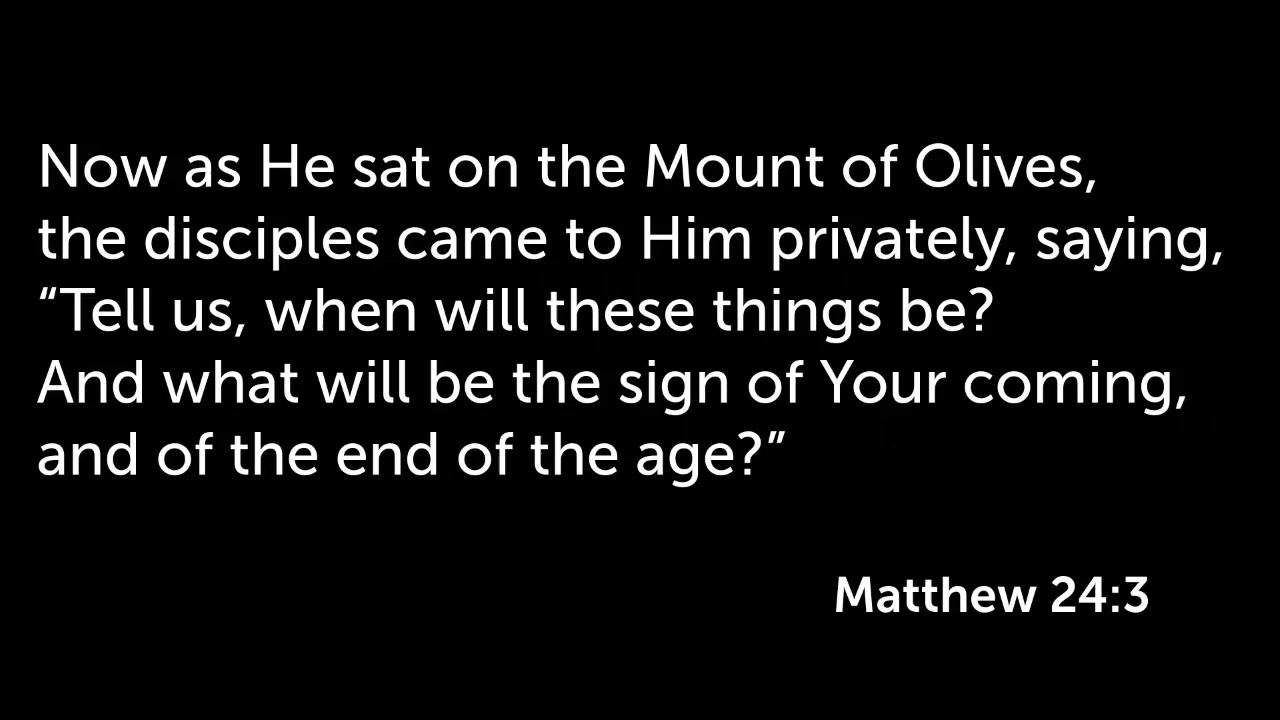 Now as He sat on the Mount of Olives,
the disciples came to Him privately, saying,
“Tell us, when will these things be?
And what will be the sign of Your coming,
and of the end of the age?”
Matthew 24:3